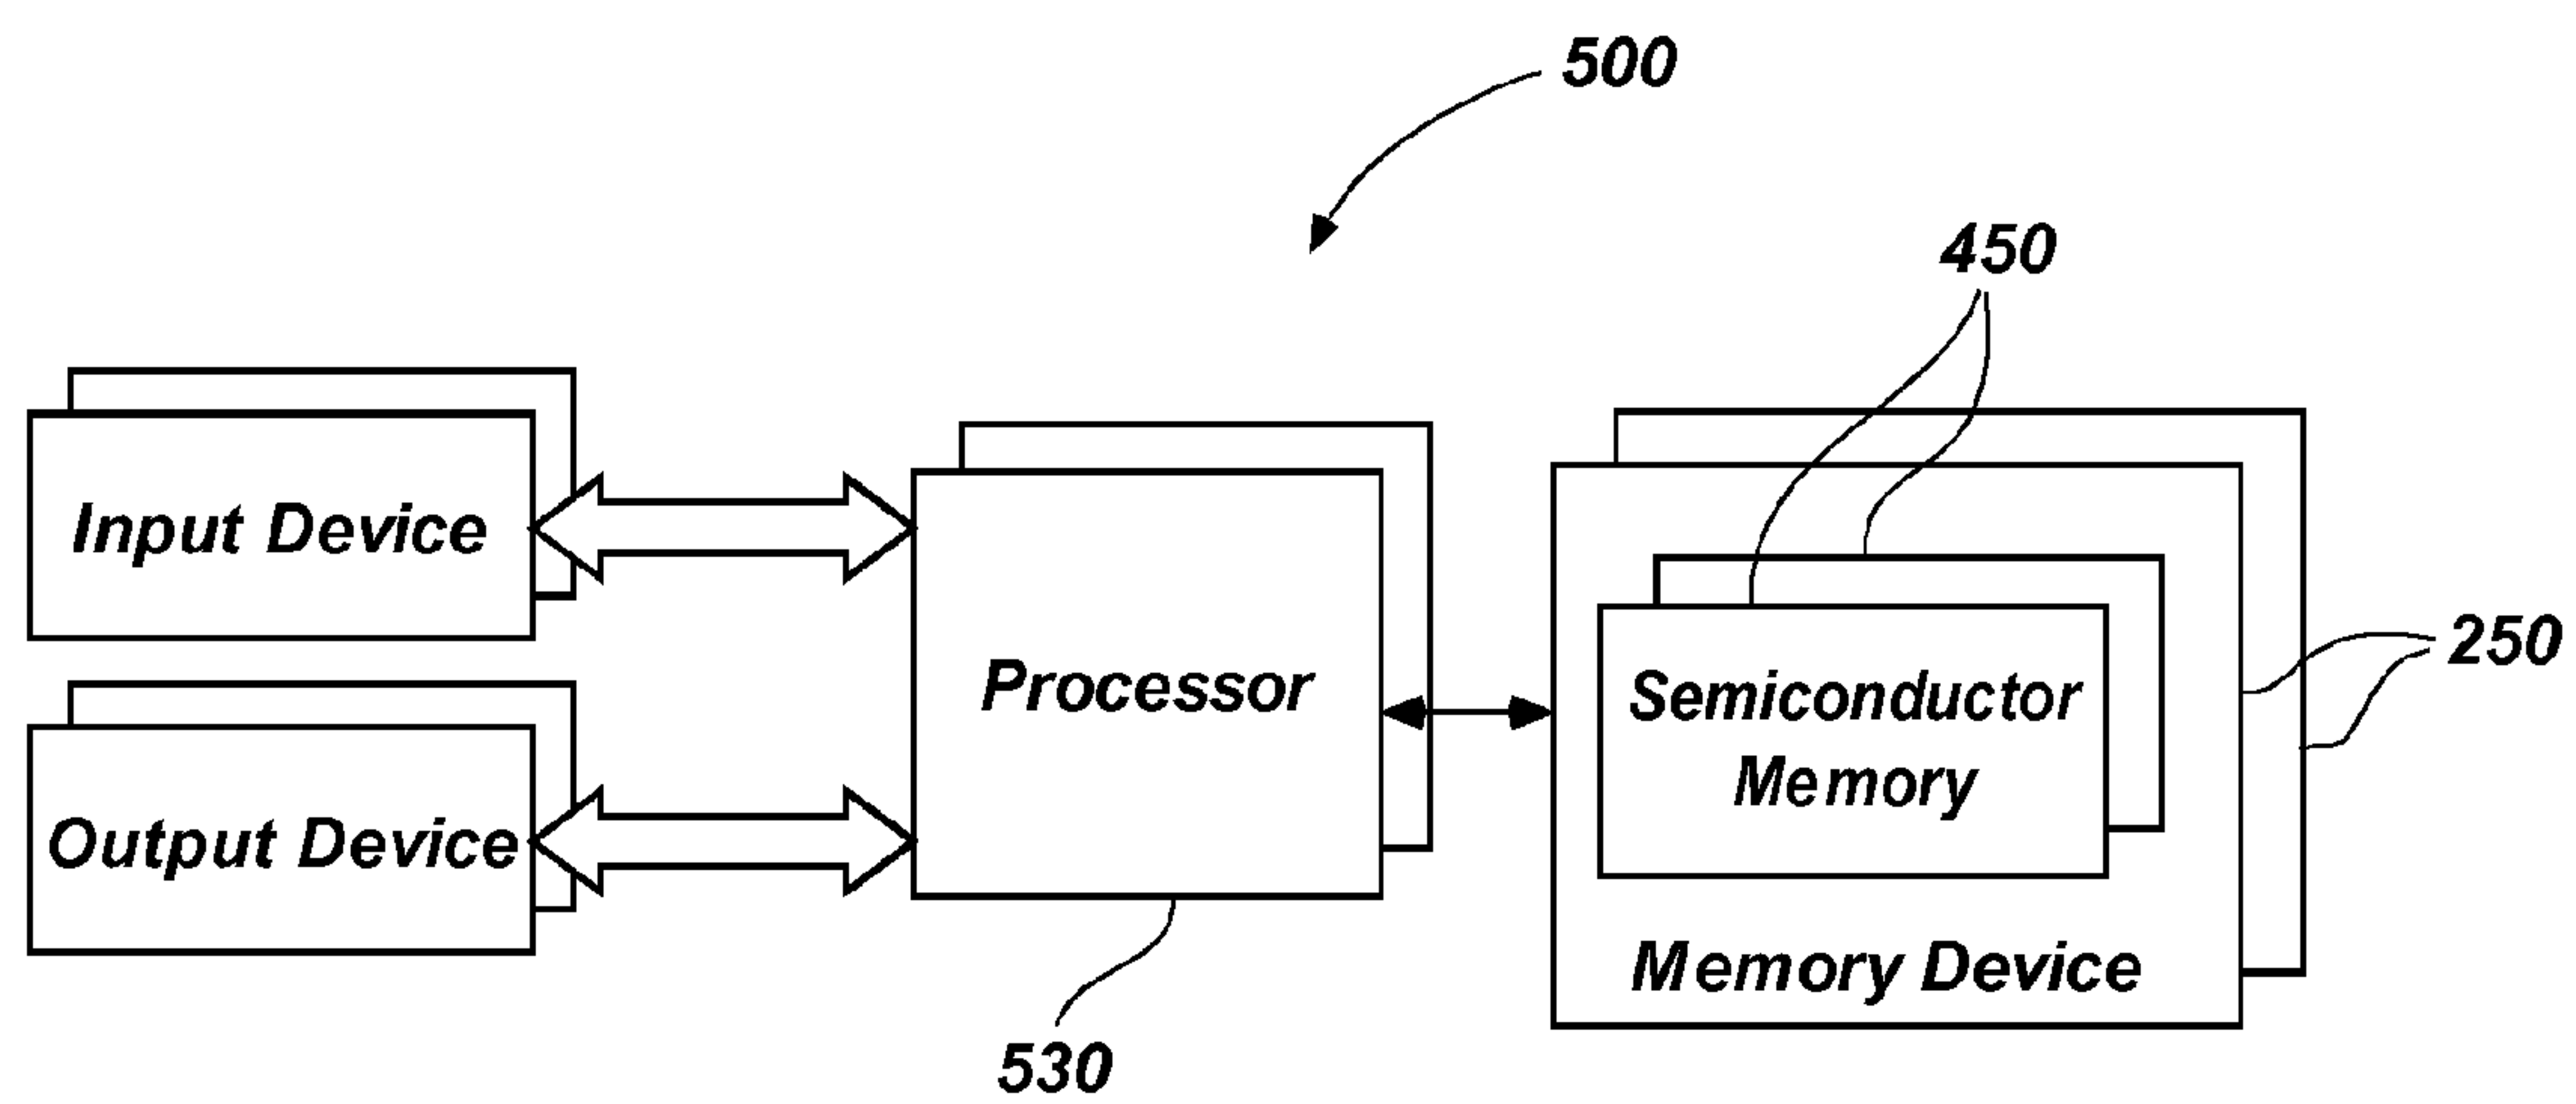 500
450
Input Device
Processor
Semiconductor
Memory
250
Output Device
Memory Device
530